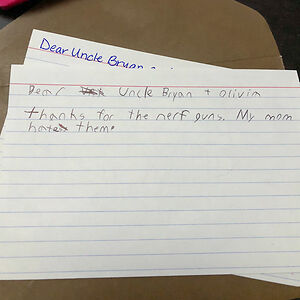 Dear Uncle Bryan
Dear Uncle Bryan + Olivia
Thanks for the nerf guns. My mom
hates them.